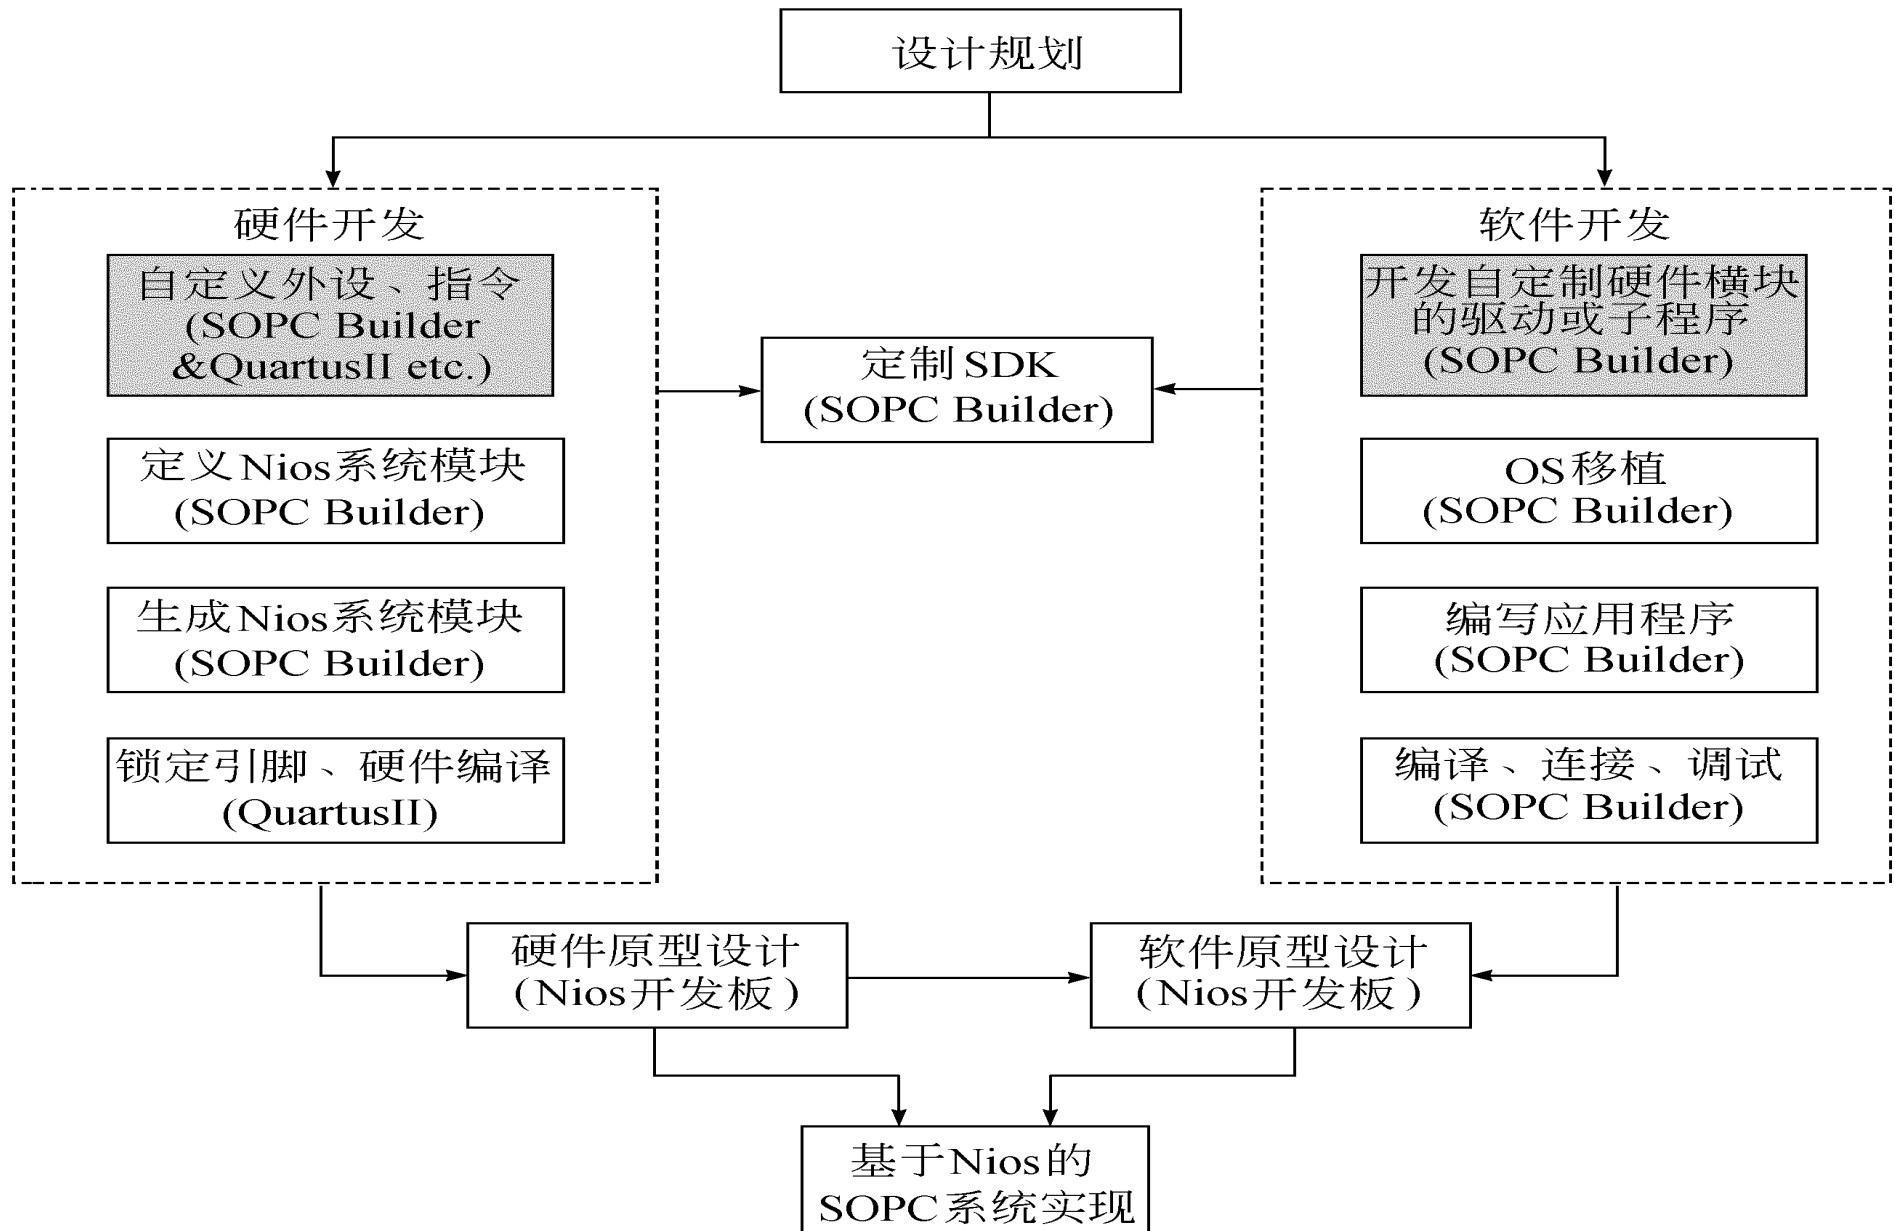 设计规划
硬件开发
自定义外设、指令
(SOPC Builder
&QuartusII etc.)
定义Nios系统模块
(SOPC Builder)
生成Nios系统模块
(SOPC Builder)
锁定引脚、硬件编译
(QuartusII)
定制SDK
(SOPC Builder)
软件开发
开发自定制硬件横块
的驱动或子程序
(SOPC Builder)
OS移植
(SOPC Builder)
编写应用程序
(SOPC Builder)
编译、连接、调试
(SOPC Builder)
硬件原型设计
(Nios开发板)
软件原型设计
(Nios开发板)
基于Nios的
SOPC系统实现